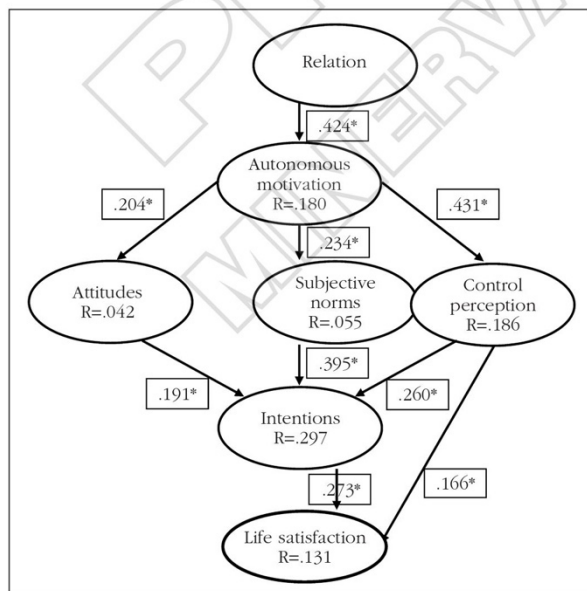 Relation
.424*
Autonomous
motivation
R=.180
.204*
.234*
.431*
Attitudes
R=.042
Subjective
norms
R=.055
Control
perception
R=.186
.191*
.395*
.260*
Intentions
R=.297
.273*
.166*
Life satisfaction
R=.131